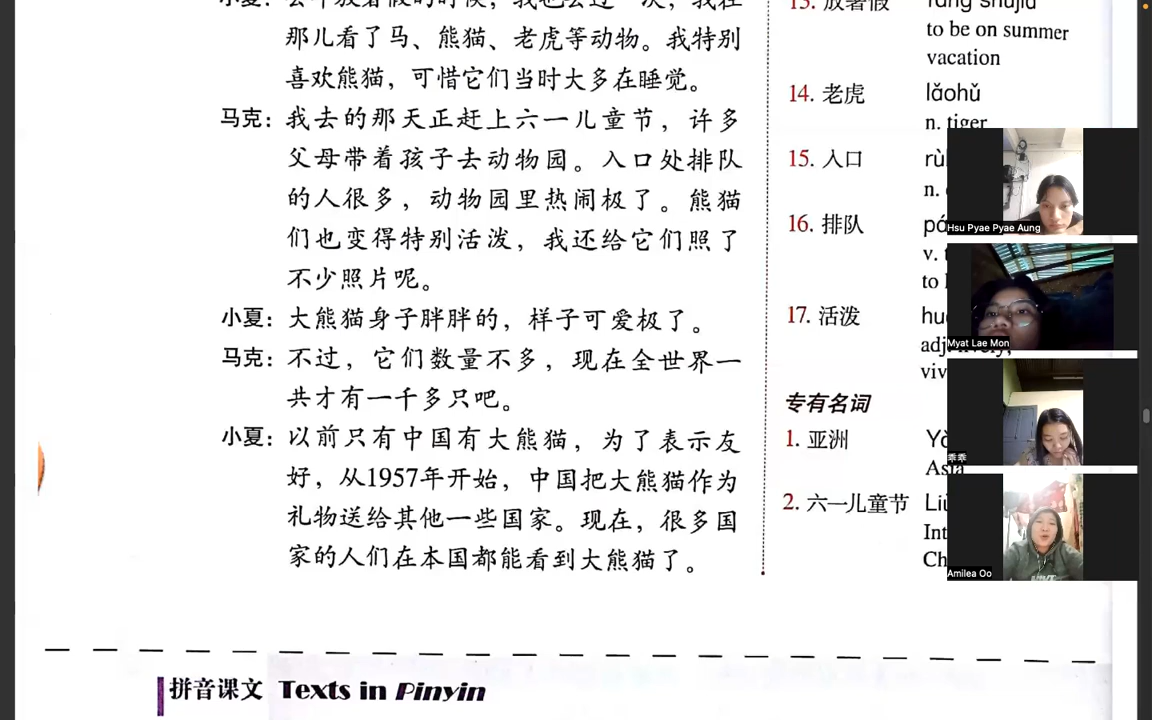 那儿看了马、熊猫、老虎等动物。我特别
喜欢熊猫，可惜它们当时大多在睡觉。
马克：我去的那天正赶上六一儿童节，许多
父母带着孩子去动物园。入口处排队
的人很多，动物园里热闹极了。熊猫
们也变得特别活泼，我还给它们照了
不少照片呢。
小夏：大熊猫身子胖胖的，样子可爱极了。
马克：不过，它们数量不多，现在全世界一
共才有一千多只吧。
小夏：以前只有中国有大熊猫，为了表示友
好，从1957年开始，中国把大熊猫作为
礼物送给其他一些国家。现在，很多国
家的人们在本国都能看到大熊猫了。
13. 放暑假 fàng shǔjià
to be on summer
vacation
14. 老虎 lǎohǔ
n. tiger
15. 入口
n.
16. 排队
v.
to
17. 活泼
专有名词
1. 亚洲
Asia
2. 六一儿童节
Int
Ch
Hsu Pyae Pyae Aung
Myat Lae Mon
乖乖
Amilea Oo
拼音课文 Texts in Pinyin